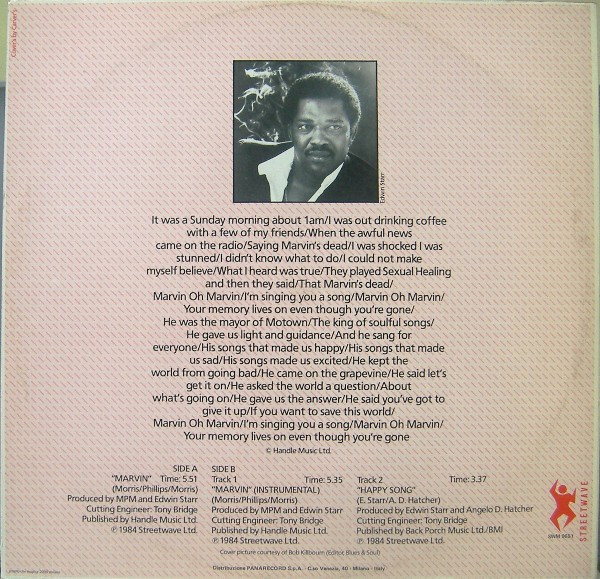 Covers by Carvers
Edwin Starr
It was a Sunday morning about 1am/I was out drinking coffee
with a few of my friends/When the awful news
came on the radio/Saying Marvin's dead/I was shocked I was
stunned/I didn't know what to do/I could not make
myself believe/What I heard was true/They played Sexual Healing
and then they said/That Marvin's dead/
Marvin Oh Marvin/I'm singing you a song/Marvin Oh Marvin/
Your memory lives on even though you're gone/
He was the mayor of Motown/The king of soulful songs/
He gave us light and guidance/And he sang for
everyone/His songs that made us happy/His songs that made
us sad/His songs made us excited/He kept the
world from going bad/He came on the grapevine/He said let's
get it on/He asked the world a question/About
what's going on/He gave us the answer/He said you've got to
give it up/If you want to save this world/
Marvin Oh Marvin/I'm singing you a song/Marvin Oh Marvin/
Your memory lives on even though you're gone
© Handle Music Ltd.
SIDE A
"MARVIN" Time: 5.51
(Morris/Phillips/Morris)
Produced by MPM and Edwin Starr
Cutting Engineer: Tony Bridge
Published by Handle Music Ltd.
℗ 1984 Streetwave Ltd.
SIDE B
Track 1 Time: 5.35
"MARVIN" (INSTRUMENTAL)
(Morris/Phillips/Morris)
Produced by MPM and Edwin Starr
Cutting Engineer: Tony Bridge
Published by Handle Music Ltd.
℗ 1984 Streetwave Ltd.
Track 2 Time: 3.37
"HAPPY SONG"
(E. Starr/A. D. Hatcher)
Produced by Edwin Starr and Angelo D. Hatcher
Cutting Engineer: Tony Bridge
Published by Back Porch Music Ltd./BMI
℗ 1984 Streetwave Ltd.
STREETWAVE
Cover picture courtesy of Bob Killbourn (Editor, Blues & Soul)
Distribuzione PANARECORD S.p.A. - C.so Venezia, 40 - Milano - Italy